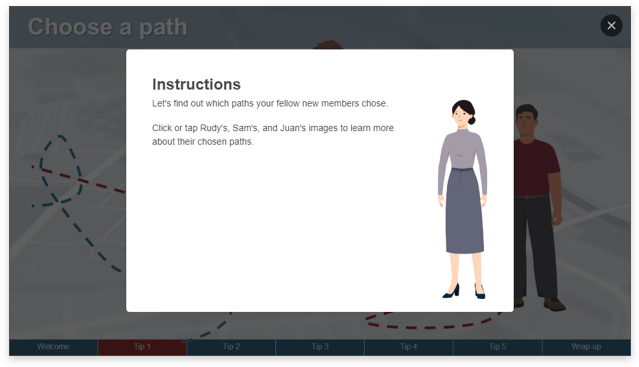 Choose a path
Instructions
Let's find out which paths your fellow new members chose.
Click or tap Rudy's, Sam's, and Juan's images to learn more
about their chosen paths.
Welcome
Tip 1
Tip 2
Tip 3
Tip 4
Tip 5
Wrap-up